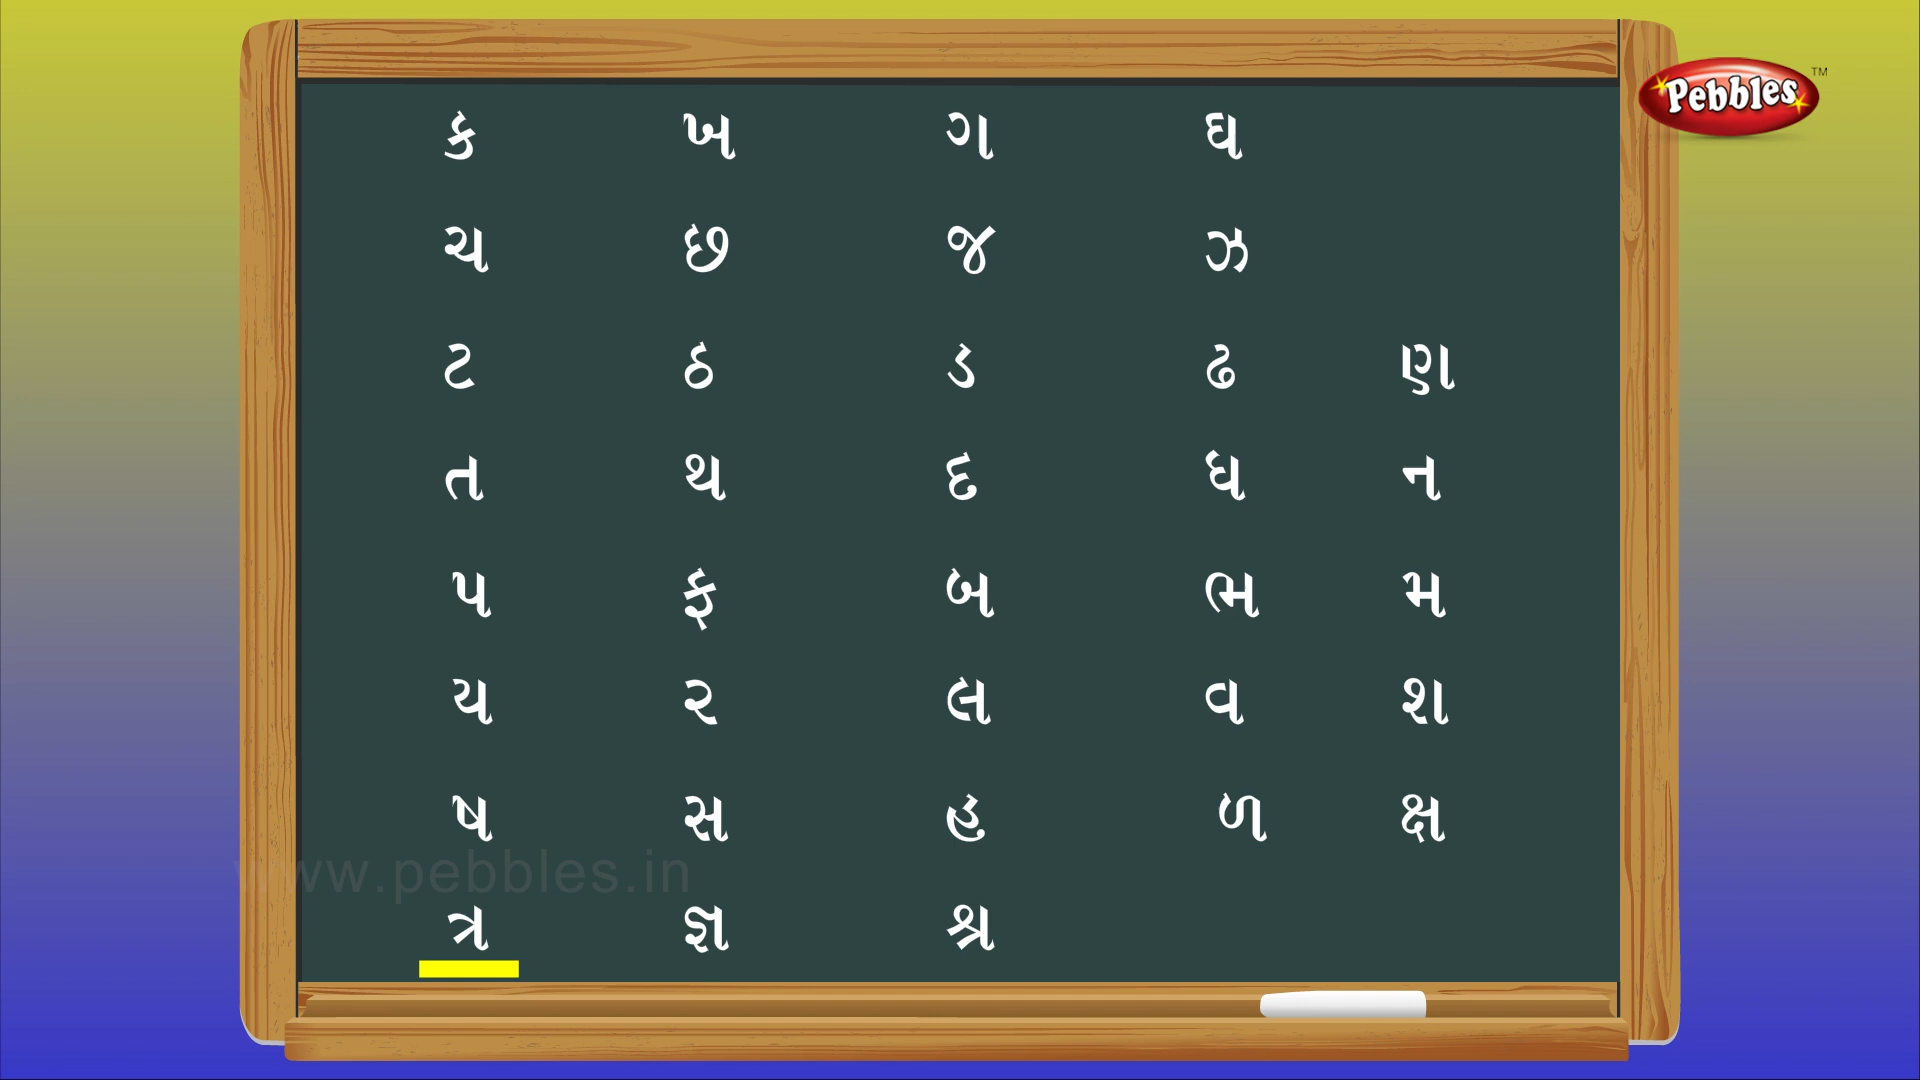 Pebbles TM
ક ખ ગ ઘ
ચ છ જ ઝ
ટ ઠ ડ ઢ ણ
ત થ દ ધ ન
પ ફ બ ભ મ
ય ર લ વ શ
ષ સ હ ળ ક્ષ
www.pebbles.in
ત્ર જ્ઞ શ્ર